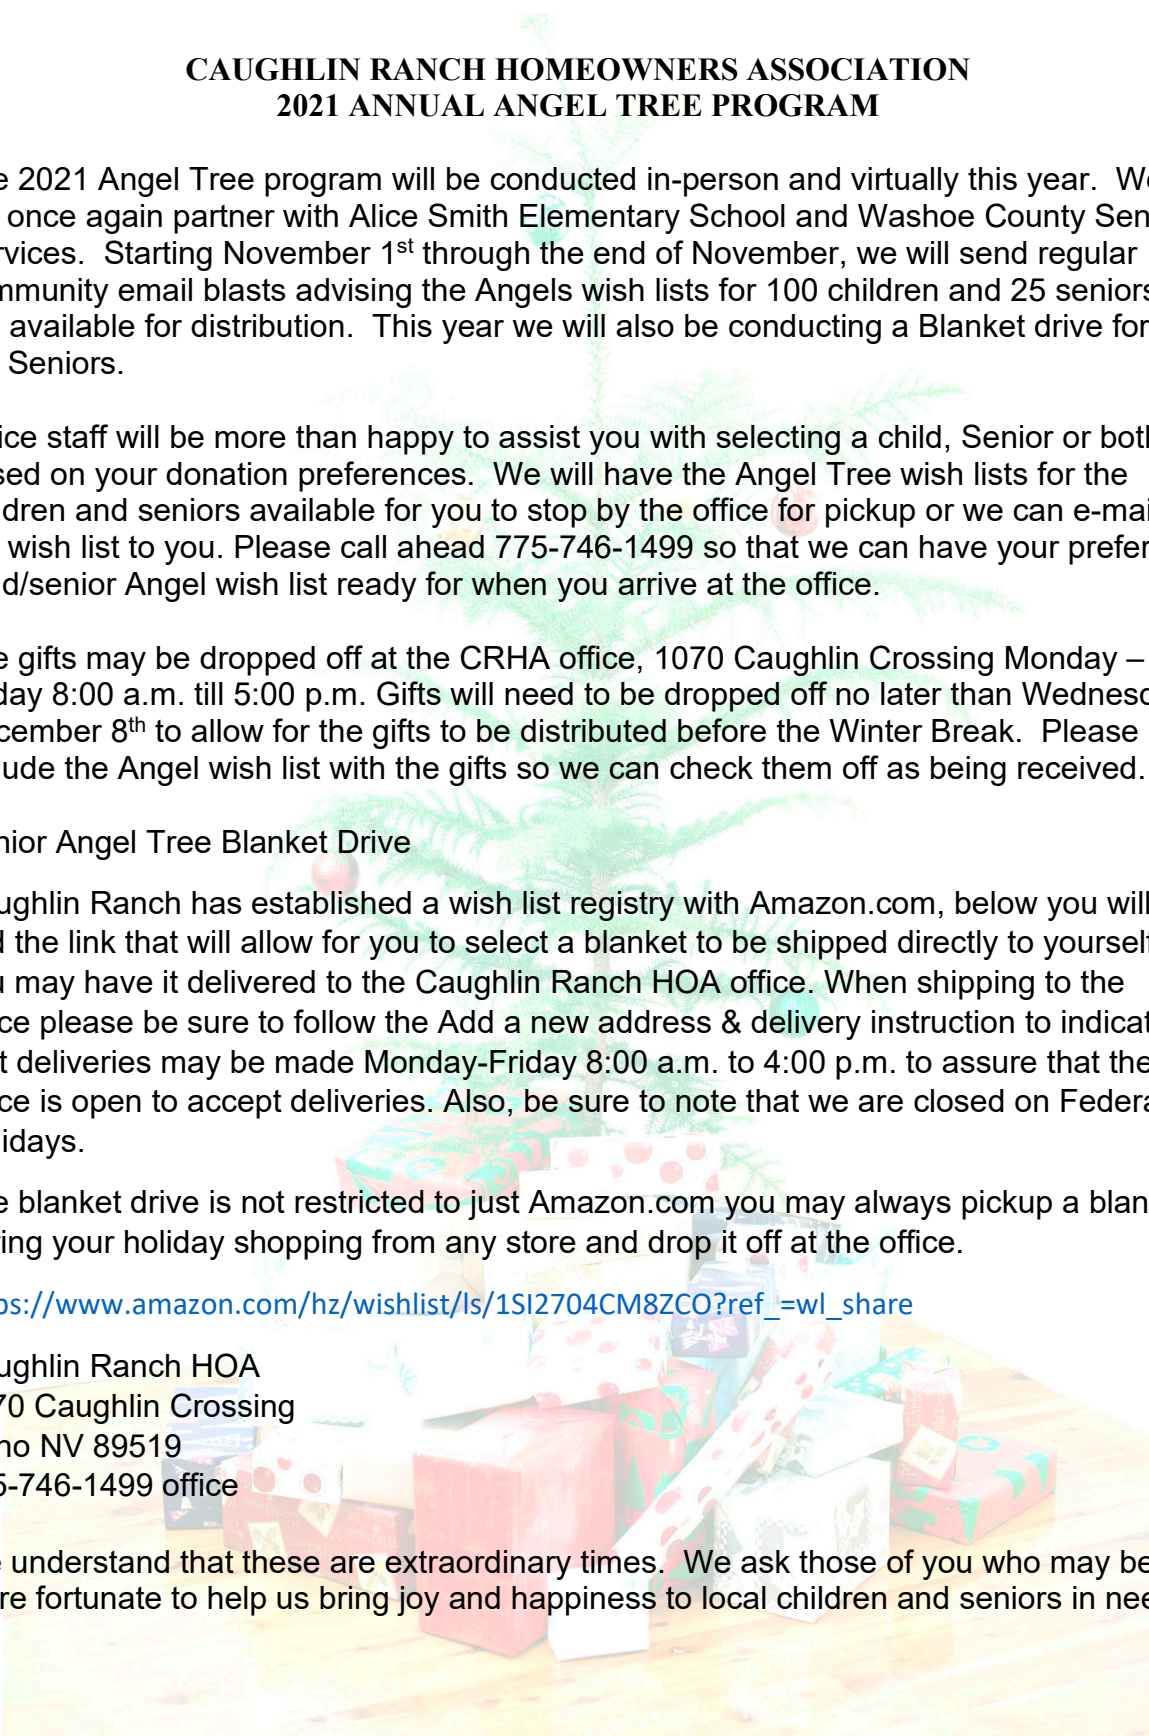 CAUGHLIN RANCH HOMEOWNERS ASSOCIATION
2021 ANNUAL ANGEL TREE PROGRAM
e 2021 Angel Tree program will be conducted in-person and virtually this year. We
once again partner with Alice Smith Elementary School and Washoe County Sen
rvices. Starting November 1st through the end of November, we will send regular
mmunity email blasts advising the Angels wish lists for 100 children and 25 seniors
available for distribution. This year we will also be conducting a Blanket drive for
Seniors.
ice staff will be more than happy to assist you with selecting a child, Senior or both
sed on your donation preferences. We will have the Angel Tree wish lists for the
dren and seniors available for you to stop by the office for pickup or we can e-mai
wish list to you. Please call ahead 775-746-1499 so that we can have your prefer
d/senior Angel wish list ready for when you arrive at the office.
e gifts may be dropped off at the CRHA office, 1070 Caughlin Crossing Monday –
day 8:00 a.m. till 5:00 p.m. Gifts will need to be dropped off no later than Wednesd
cember 8th to allow for the gifts to be distributed before the Winter Break. Please
lude the Angel wish list with the gifts so we can check them off as being received.
nior Angel Tree Blanket Drive
ughlin Ranch has established a wish list registry with Amazon.com, below you will
d the link that will allow for you to select a blanket to be shipped directly to yourself
u may have it delivered to the Caughlin Ranch HOA office. When shipping to the
ice please be sure to follow the Add a new address & delivery instruction to indicat
t deliveries may be made Monday-Friday 8:00 a.m. to 4:00 p.m. to assure that the
ice is open to accept deliveries. Also, be sure to note that we are closed on Federa
idays.
e blanket drive is not restricted to just Amazon.com you may always pickup a blan
ing your holiday shopping from any store and drop it off at the office.
ps://www.amazon.com/hz/wishlist/ls/1SI2704CM8ZCO?ref_=wl_share
ughlin Ranch HOA
70 Caughlin Crossing
no NV 89519
5-746-1499 office
e understand that these are extraordinary times. We ask those of you who may be
re fortunate to help us bring joy and happiness to local children and seniors in nee